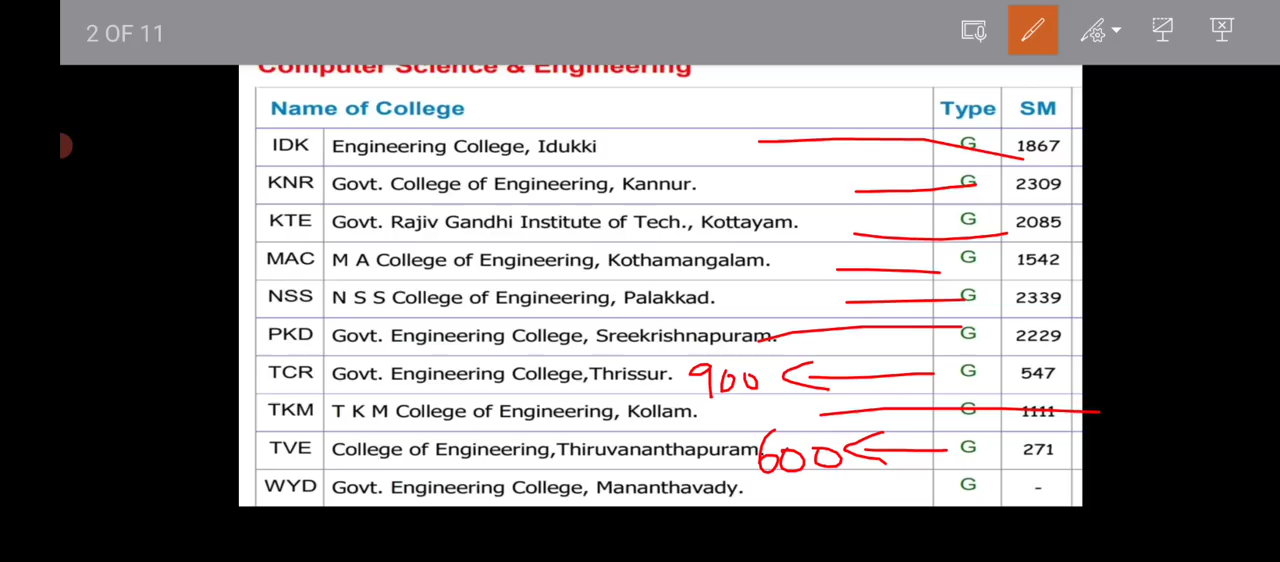 2 OF 11
Computer Science & Engineering
Name of College Type SM
IDK Engineering College, Idukki G 1867
KNR Govt. College of Engineering, Kannur. G 2309
KTE Govt. Rajiv Gandhi Institute of Tech., Kottayam. G 2085
MAC M A College of Engineering, Kothamangalam. G 1542
NSS N S S College of Engineering, Palakkad. G 2339
PKD Govt. Engineering College, Sreekrishnapuram. G 2229
TCR Govt. Engineering College,Thrissur. 900 G 547
TKM T K M College of Engineering, Kollam. G 1111
TVE College of Engineering,Thiruvananthapuram. 600 G 271
WYD Govt. Engineering College, Mananthavady. G -